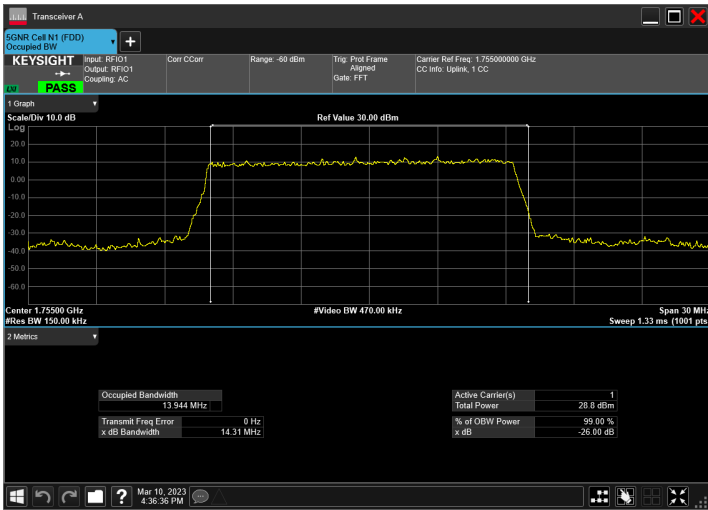 Transceiver A
5GNR Cell N1 (FDD)
Occupied BW
+
KEYSIGHT
LXI
PASS
Input: RFIO1
Output: RFIO1
Coupling: AC
Corr CCorr
Range: -60 dBm
Trig: Prot Frame
Aligned
Gate: FFT
Carrier Ref Freq: 1.755000000 GHz
CC Info: Uplink, 1 CC
1 Graph
Scale/Div 10.0 dB
Ref Value 30.00 dBm
Log
20.0
10.0
0.00
-10.0
-20.0
-30.0
-40.0
-50.0
-60.0
Center 1.75500 GHz
#Video BW 470.00 kHz
Span 30 MHz
#Res BW 150.00 kHz
Sweep 1.33 ms (1001 pts
2 Metrics
Occupied Bandwidth
13.944 MHz
Transmit Freq Error 0 Hz
x dB Bandwidth 14.31 MHz
Active Carrier(s) 1
Total Power 28.8 dBm
% of OBW Power 99.00 %
x dB -26.00 dB
?
Mar 10, 2023
4:36:36 PM